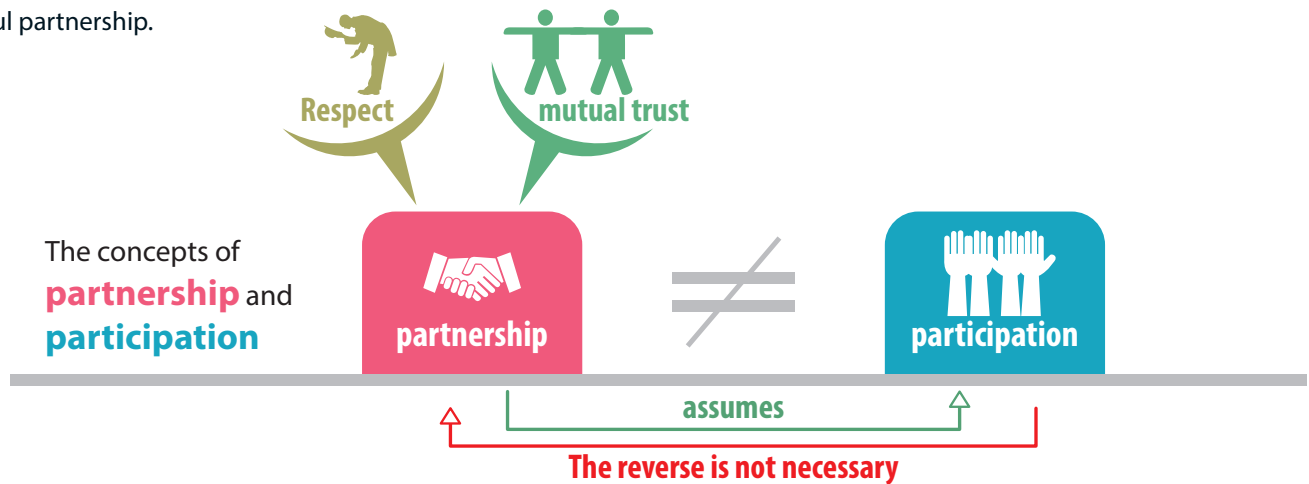 ul partnership.
Respect
mutual trust
The concepts of
partnership and
participation
partnership
participation
assumes
The reverse is not necessary